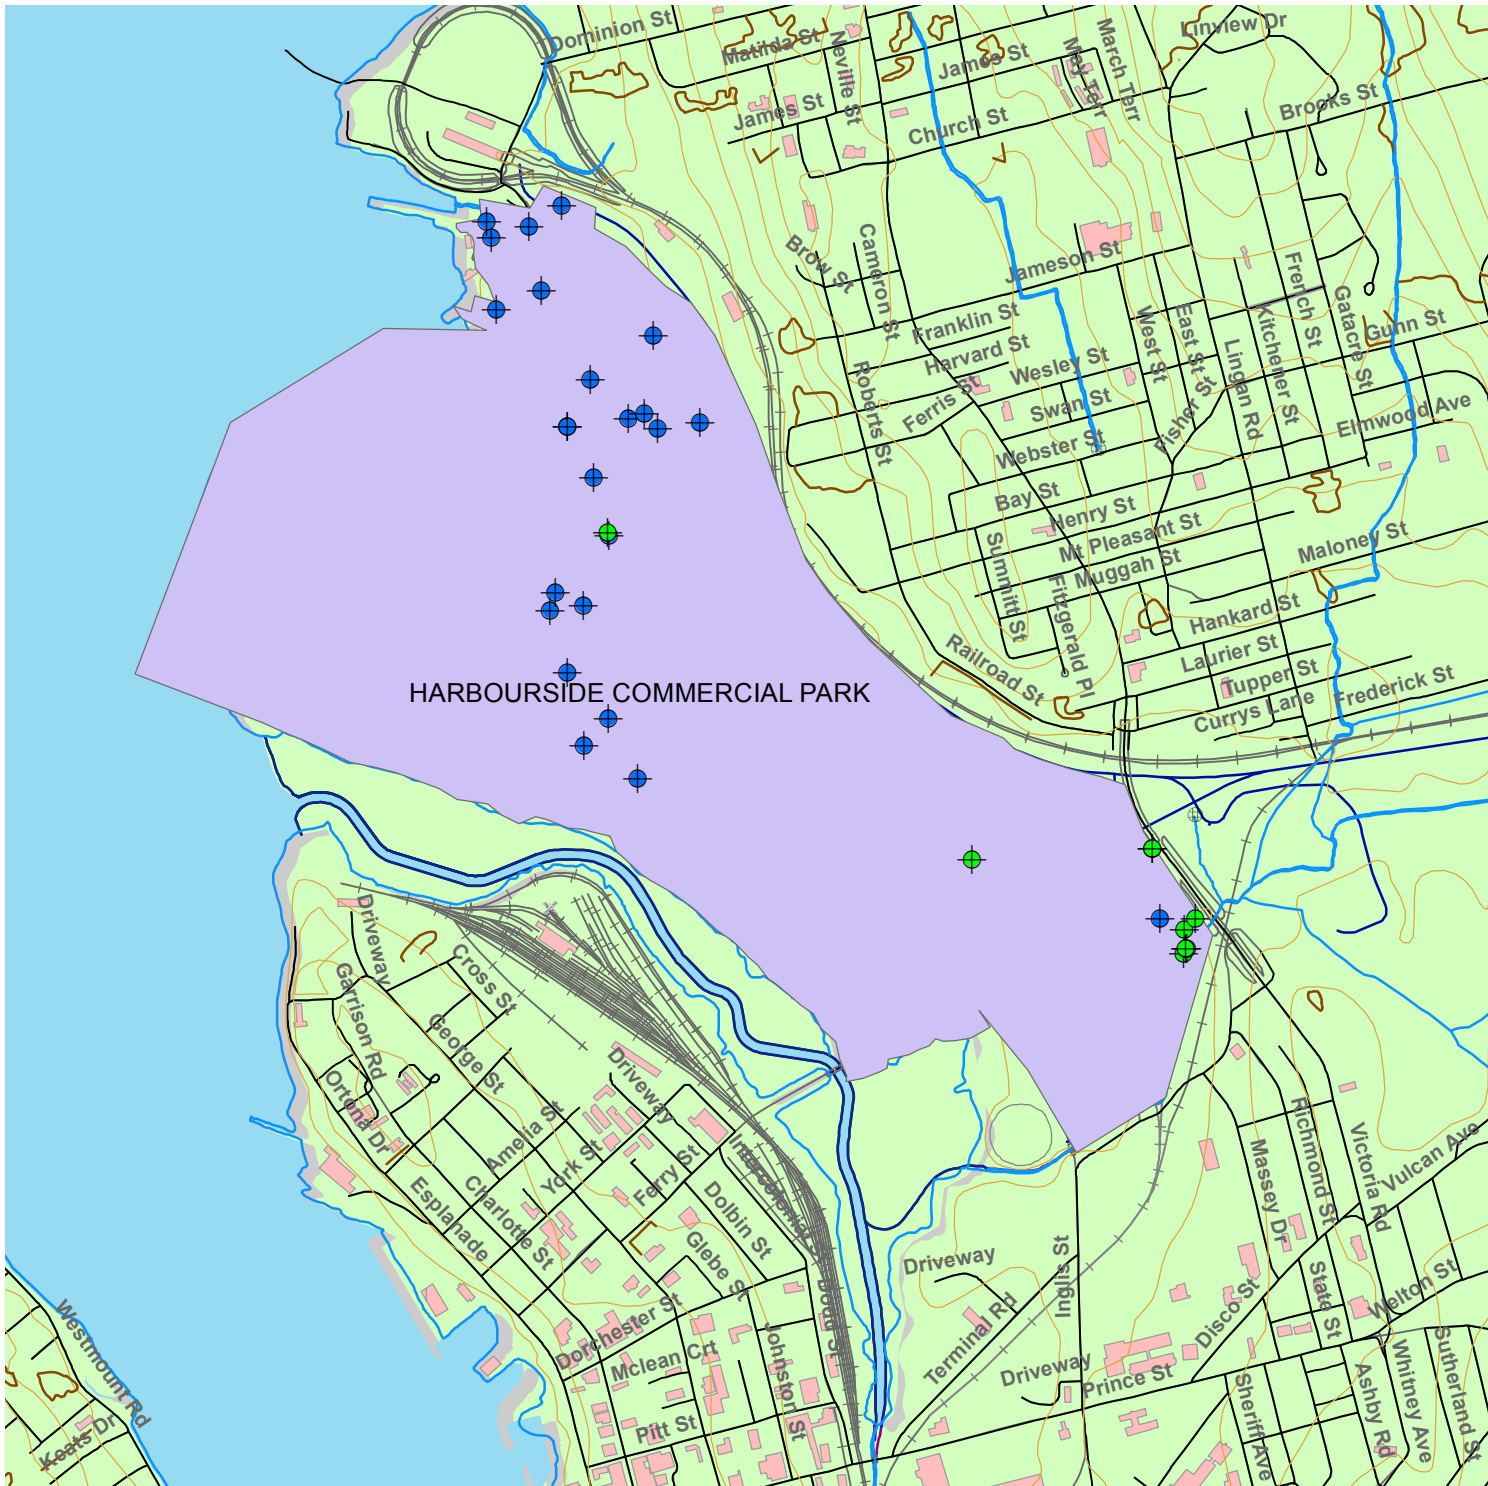 Dominion St
Matilda St
Neville St
James St
May Terr
March Terr
Linview Dr
James St
Church St
Brooks St
Brow St
Cameron St
Jameson St
French St
Gatacre St
Gunn St
Franklin St
Harvard St
Wesley St
West St
East St
Kitchener St
Lingan Rd
Roberts St
Ferris St
Swan St
Fisher St
Elmwood Ave
Webster St
Bay St
Henry St
Mt Pleasant St
Maloney St
Summitt St
Muggah St
Fitzgerald Pl
Hankard St
Railroad St
Laurier St
Tupper St
Frederick St
Currys Lane
HARBOURSIDE COMMERCIAL PARK
Driveway
Cross St
Garrison Rd
George St
Ortona Dr
Driveway
Amelia St
York St
Ferry St
Intercolonial St
Esplanade
Charlotte St
Dolbin St
Glebe St
Dodd St
Dorchester St
Mclean Crt
Johnston St
Pitt St
Westmount Rd
Keats Dr
Driveway
Inglis St
Terminal Rd
Driveway
Prince St
Massey Dr
Richmond St
Victoria Rd
Vulcan Ave
Disco St
State St
Welton St
Sheriff Ave
Ashby Rd
Whitney Ave
Sutherland St